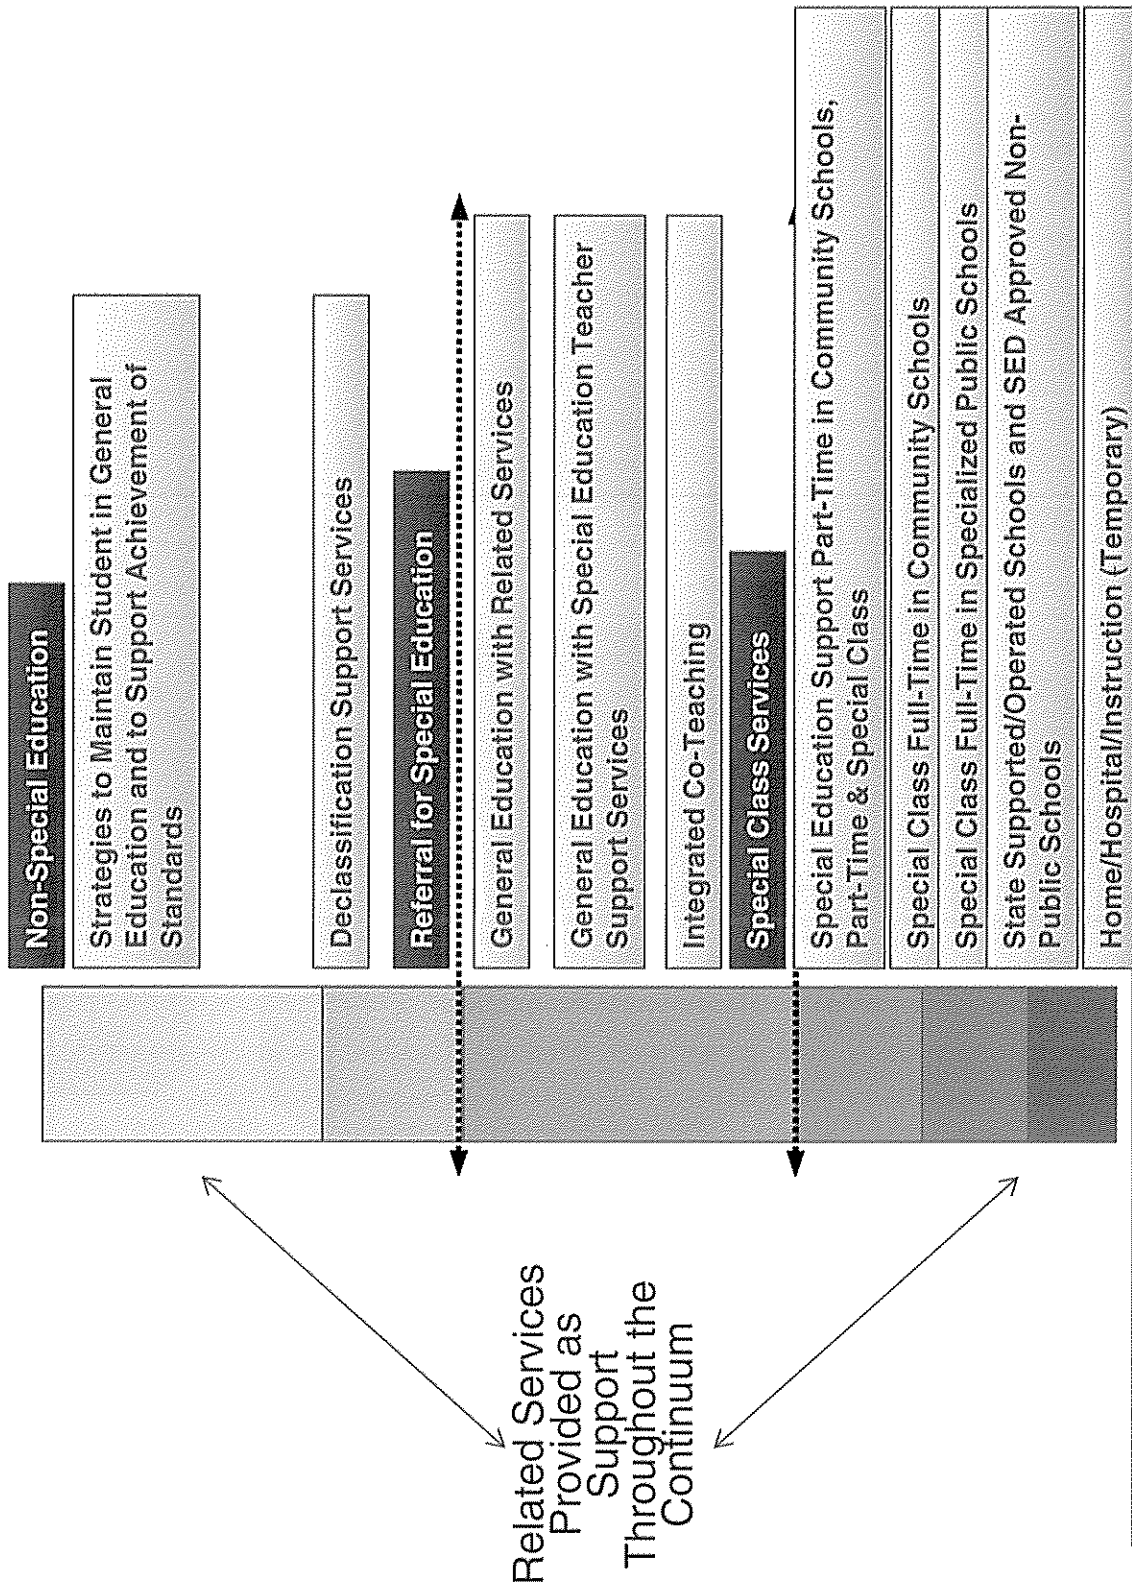 Non-Special Education
Strategies to Maintain Student in General
Education and to Support Achievement of
Standards
Declassification Support Services
Referral for Special Education
General Education with Related Services
General Education with Special Education Teacher
Support Services
Integrated Co-Teaching
Special Class Services
Special Education Support Part-Time in Community Schools,
Part-Time & Special Class
Special Class Full-Time in Community Schools
Special Class Full-Time in Specialized Public Schools
State Supported/Operated Schools and SED Approved Non-
Public Schools
Home/Hospital/Instruction (Temporary)
Related Services
Provided as
Support
Throughout the
Continuum